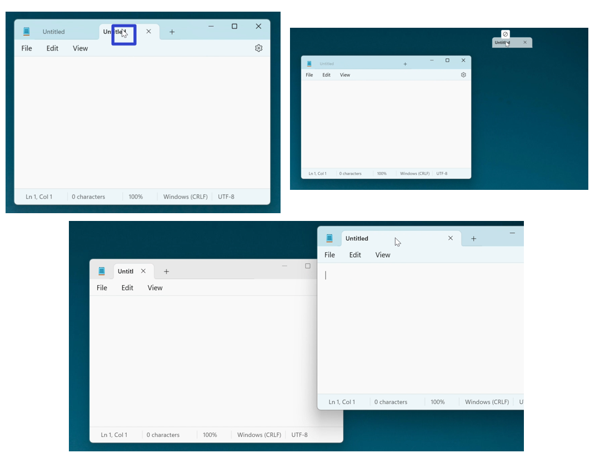 Untitled Untitled
File Edit View
Ln 1, Col 1 0 characters 100% Windows (CRLF) UTF-8
Untitled
Untitled
File Edit View
Ln 1, Col 1 0 characters 100% Windows (CRLF) UTF-8
Untitled
File Edit View
Untitl
File Edit View
Ln 1, Col 1 0 characters 100% Windows (CRLF) U
Ln 1, Col 1 0 characters 100% Windows (CRLF) UTF-8